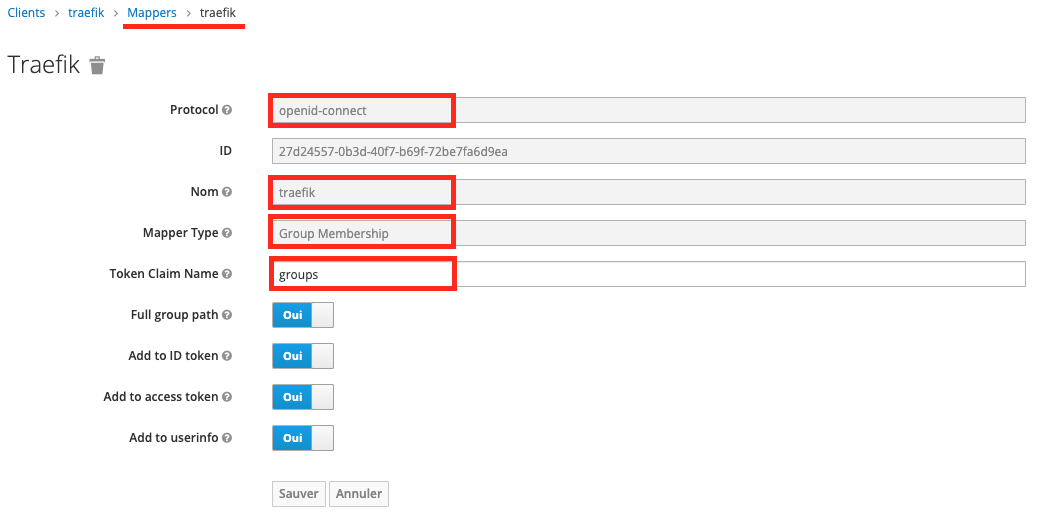 Clients > traefik > Mappers > traefik
Traefik
Protocol openid-connect
ID 27d24557-0b3d-40f7-b69f-72be7fa6d9ea
Nom traefik
Mapper Type Group Membership
Token Claim Name groups
Full group path Oui
Add to ID token Oui
Add to access token Oui
Add to userinfo Oui
Sauver Annuler